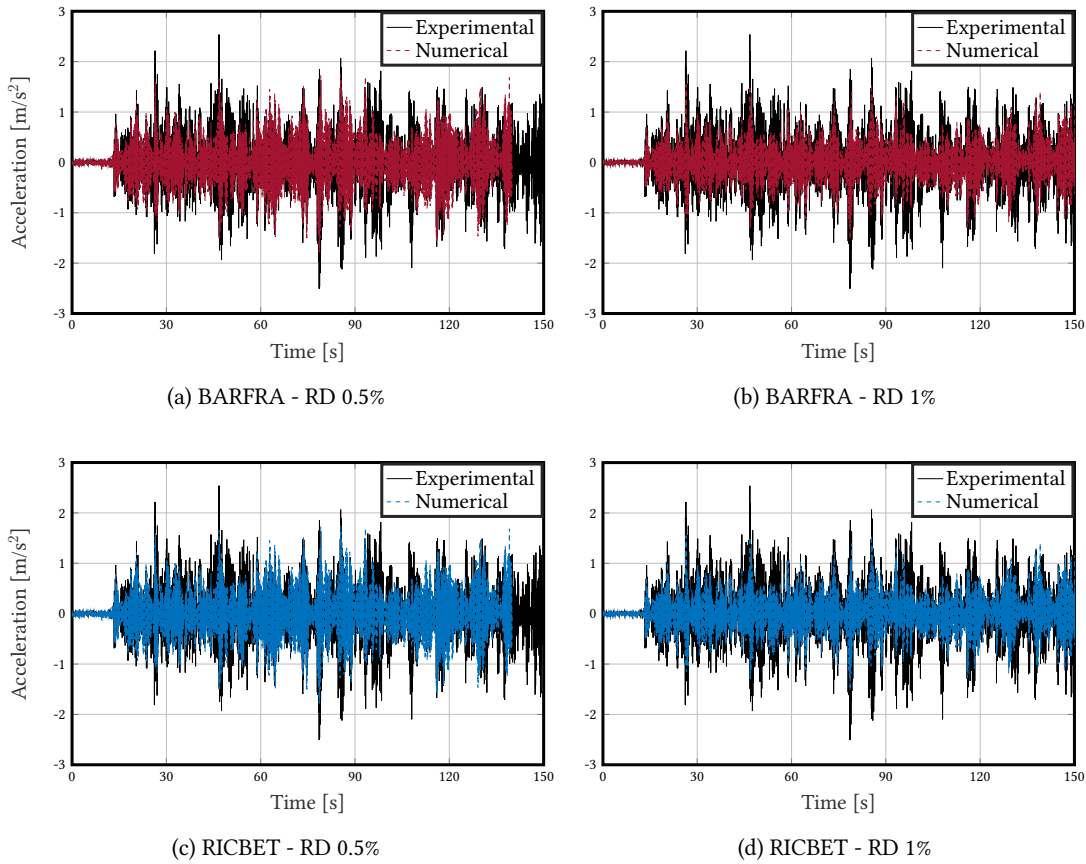 3
2
1
0
-1
-2
-3
Acceleration [m/s²]
Experimental
Numerical
0
30
60
90
120
150
Time [s]
(a) BARFRA - RD 0.5%
3
2
1
0
-1
-2
-3
Experimental
Numerical
0
30
60
90
120
150
Time [s]
(b) BARFRA - RD 1%
3
2
1
0
-1
-2
-3
Acceleration [m/s²]
Experimental
Numerical
0
30
60
90
120
150
Time [s]
(c) RICBET - RD 0.5%
3
2
1
0
-1
-2
-3
Experimental
Numerical
0
30
60
90
120
150
Time [s]
(d) RICBET - RD 1%